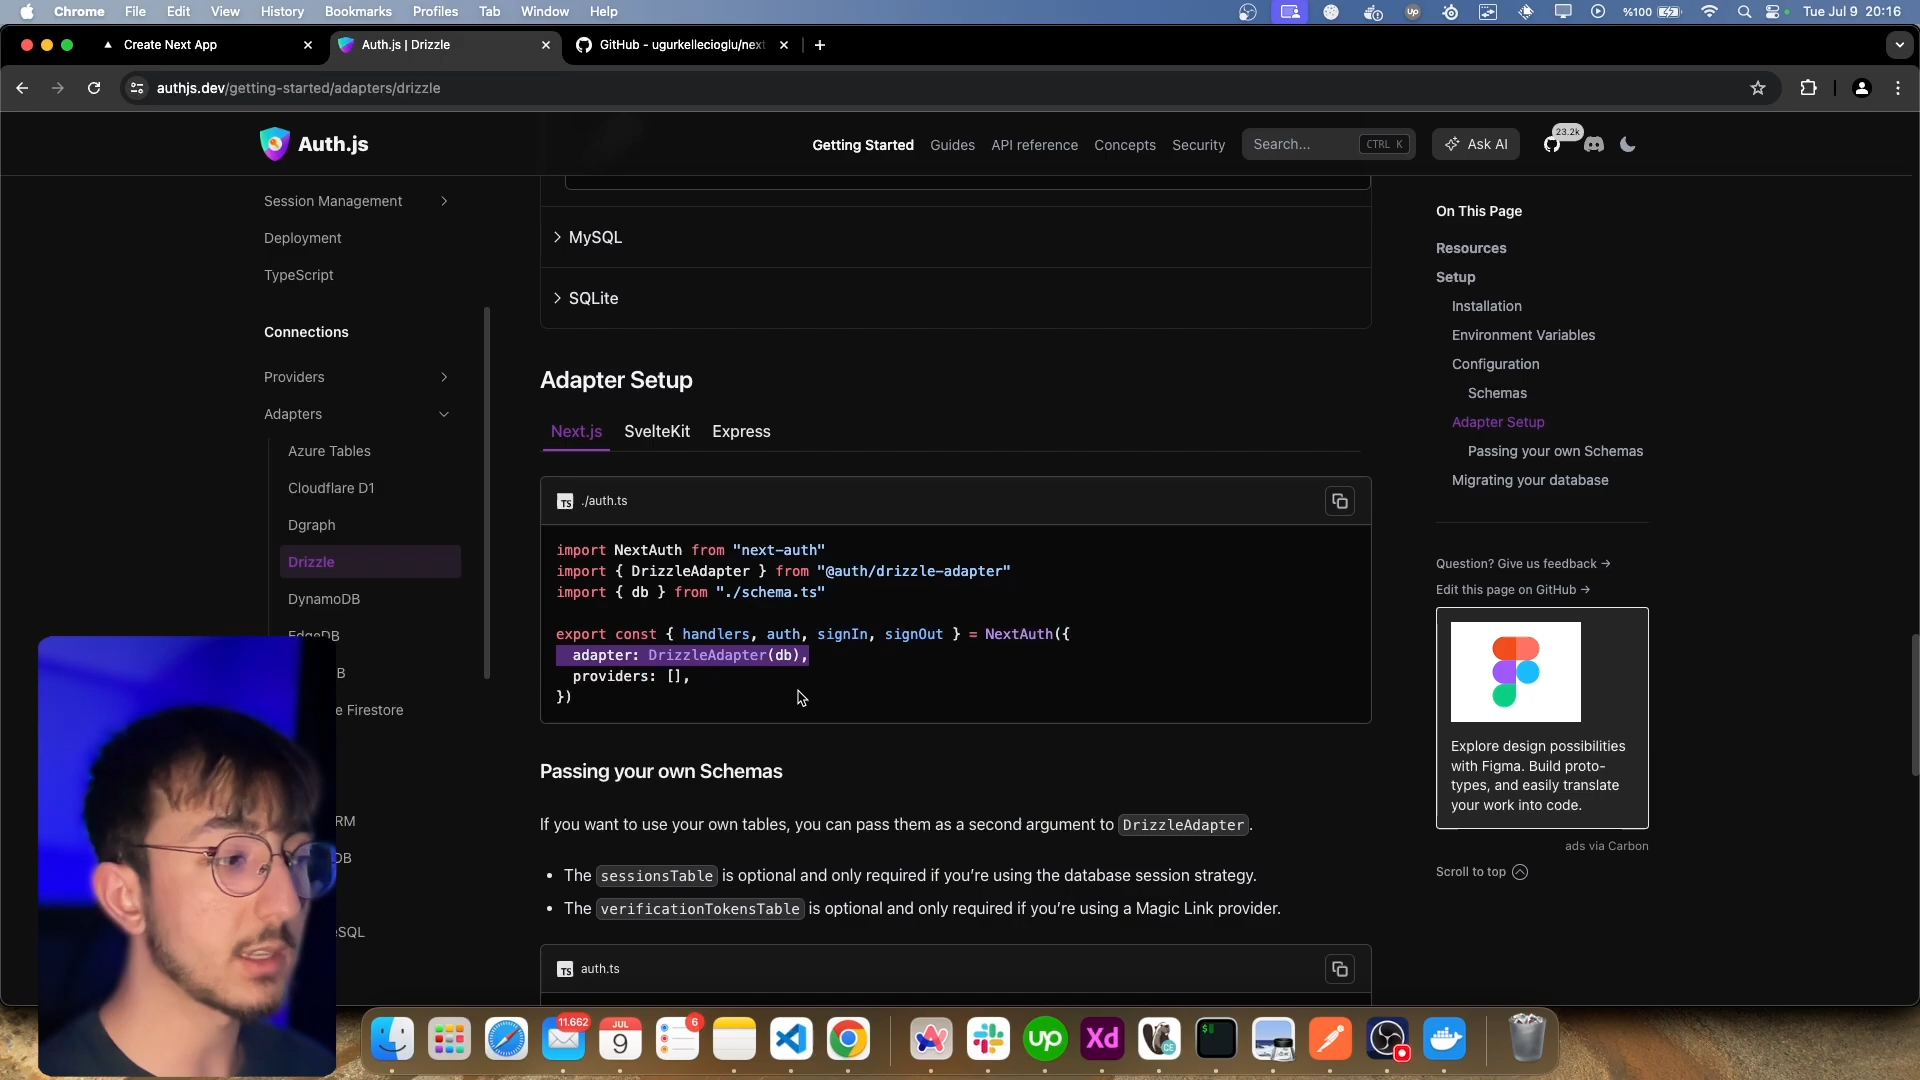 Chrome File Edit View History Bookmarks Profiles Tab Window Help
%100 Tue Jul 9 20:16
Create Next App
Auth.js | Drizzle
GitHub - ugurkellecioglu/next
authjs.dev/getting-started/adapters/drizzle
Auth.js
Getting Started Guides API reference Concepts Security
Search... CTRL K
Ask AI
23.2k
Session Management
Deployment
TypeScript
Connections
Providers
Adapters
Azure Tables
Cloudflare D1
Dgraph
Drizzle
DynamoDB
EdgeDB
B
e Firestore
RM
DB
SQL
MySQL
SQLite
Adapter Setup
Next.js SvelteKit Express
TS ./auth.ts
import NextAuth from "next-auth"
import { DrizzleAdapter } from "@auth/drizzle-adapter"
import { db } from "./schema.ts"
export const { handlers, auth, signIn, signOut } = NextAuth({
adapter: DrizzleAdapter(db),
providers: [],
})
Passing your own Schemas
If you want to use your own tables, you can pass them as a second argument to DrizzleAdapter.
• The sessionsTable is optional and only required if you're using the database session strategy.
• The verificationTokensTable is optional and only required if you're using a Magic Link provider.
TS auth.ts
On This Page
Resources
Setup
Installation
Environment Variables
Configuration
Schemas
Adapter Setup
Passing your own Schemas
Migrating your database
Question? Give us feedback →
Edit this page on GitHub →
Explore design possibilities
with Figma. Build proto-
types, and easily translate
your work into code.
ads via Carbon
Scroll to top
11.662
JUL
9
6
up
Xd
CE